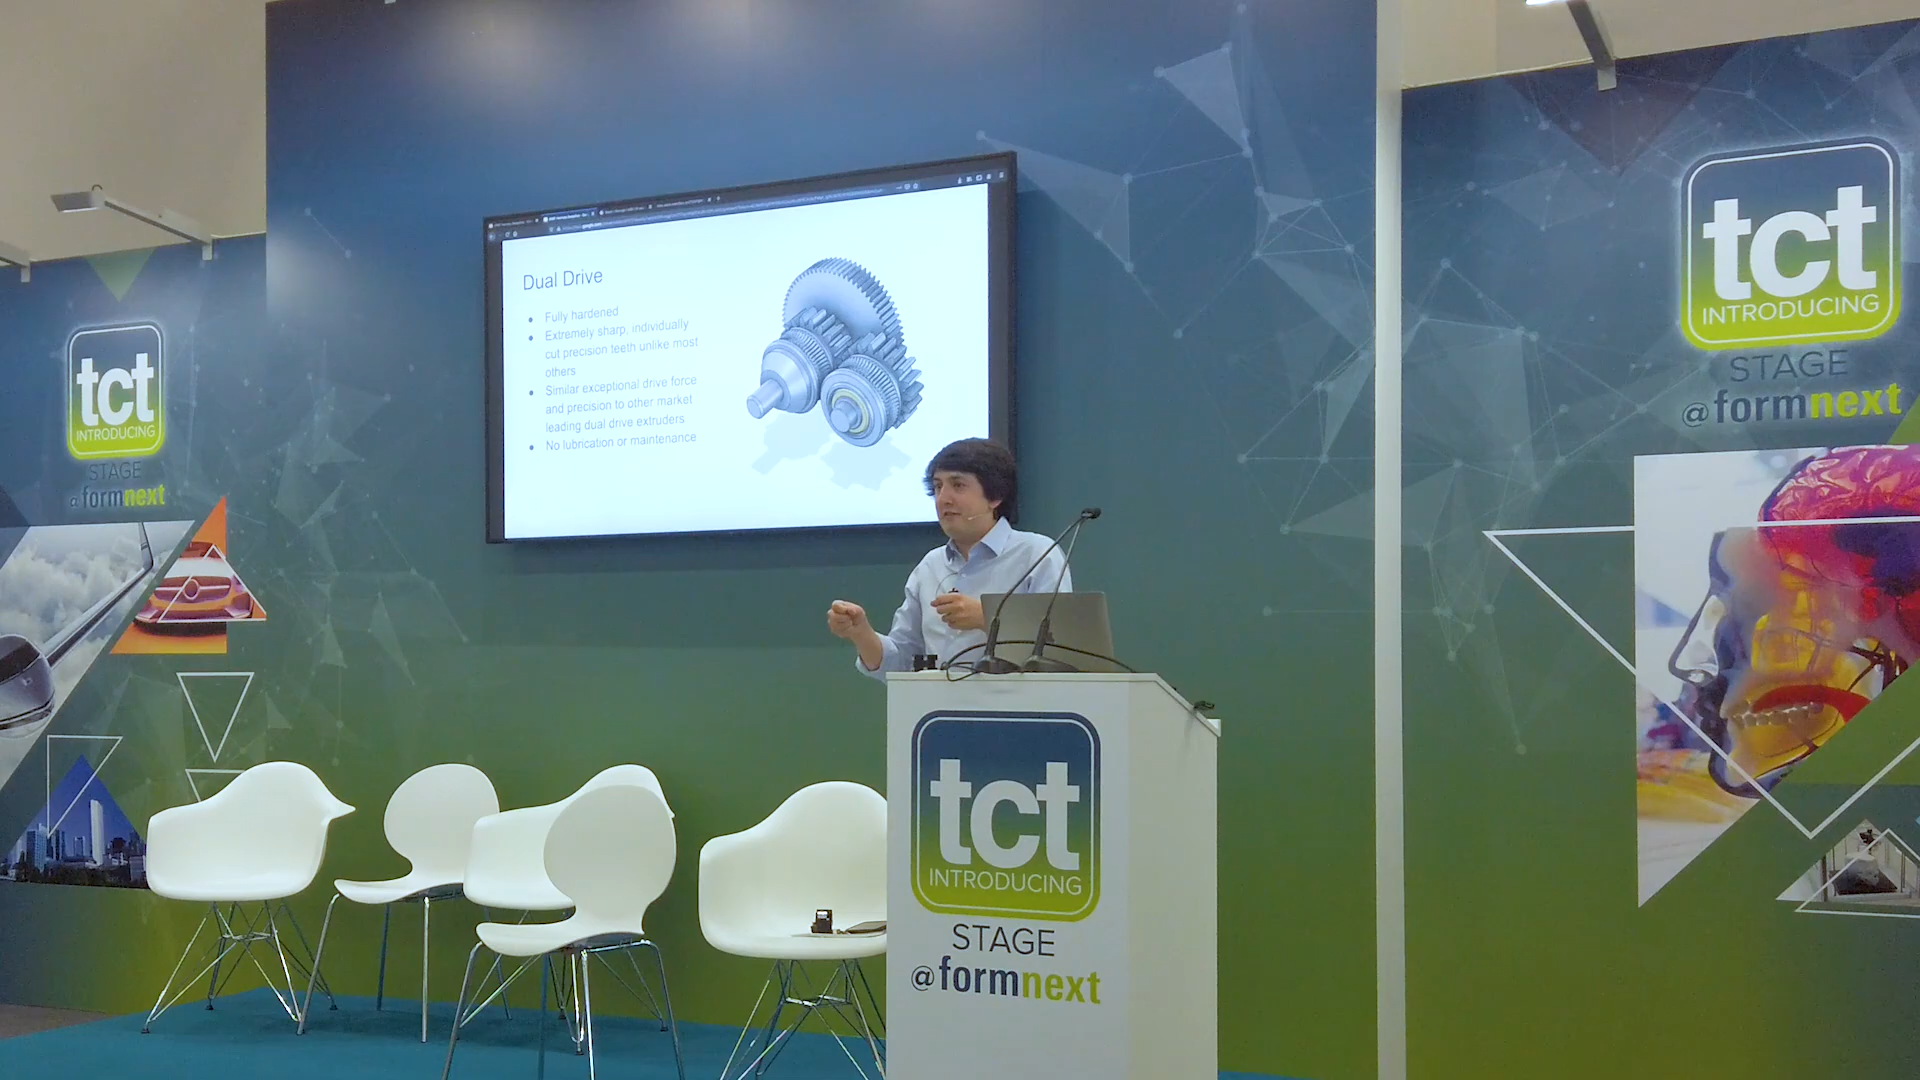 Dual Drive
Fully hardened
Extremely sharp, individually
cut precision teeth unlike most
others
Similar exceptional drive force
and precision to other market
leading dual drive extruders
No lubrication or maintenance
tct
INTRODUCING
STAGE
@formnext
tct
INTRODUCING
STAGE
@formnext
tct
INTRODUCING
STAGE
@formnext